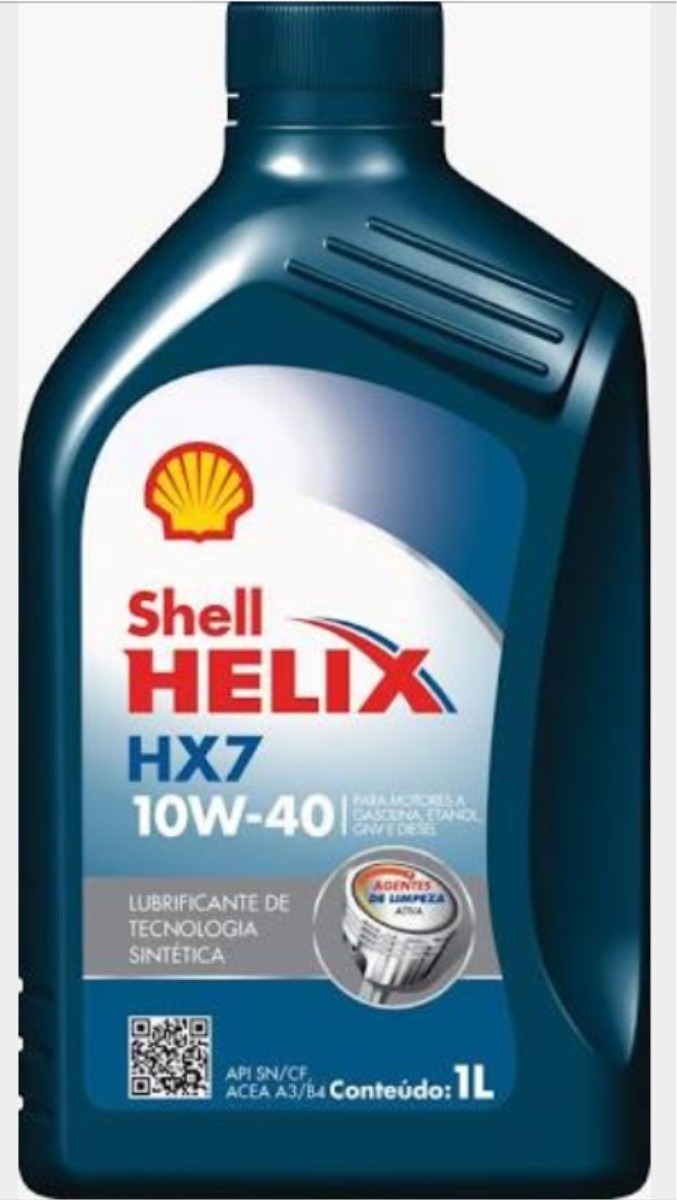 Shell
HELIX
HX7
10W-40
PARA MOTORES A
GASOLINA, ETANOL,
GNV E DIESEL
AGENTES
DE LIMPEZA
ATIVA
LUBRIFICANTE DE
TECNOLOGIA
SINTÉTICA
API SN/CF,
ACEA A3/B4
Conteúdo: 1L